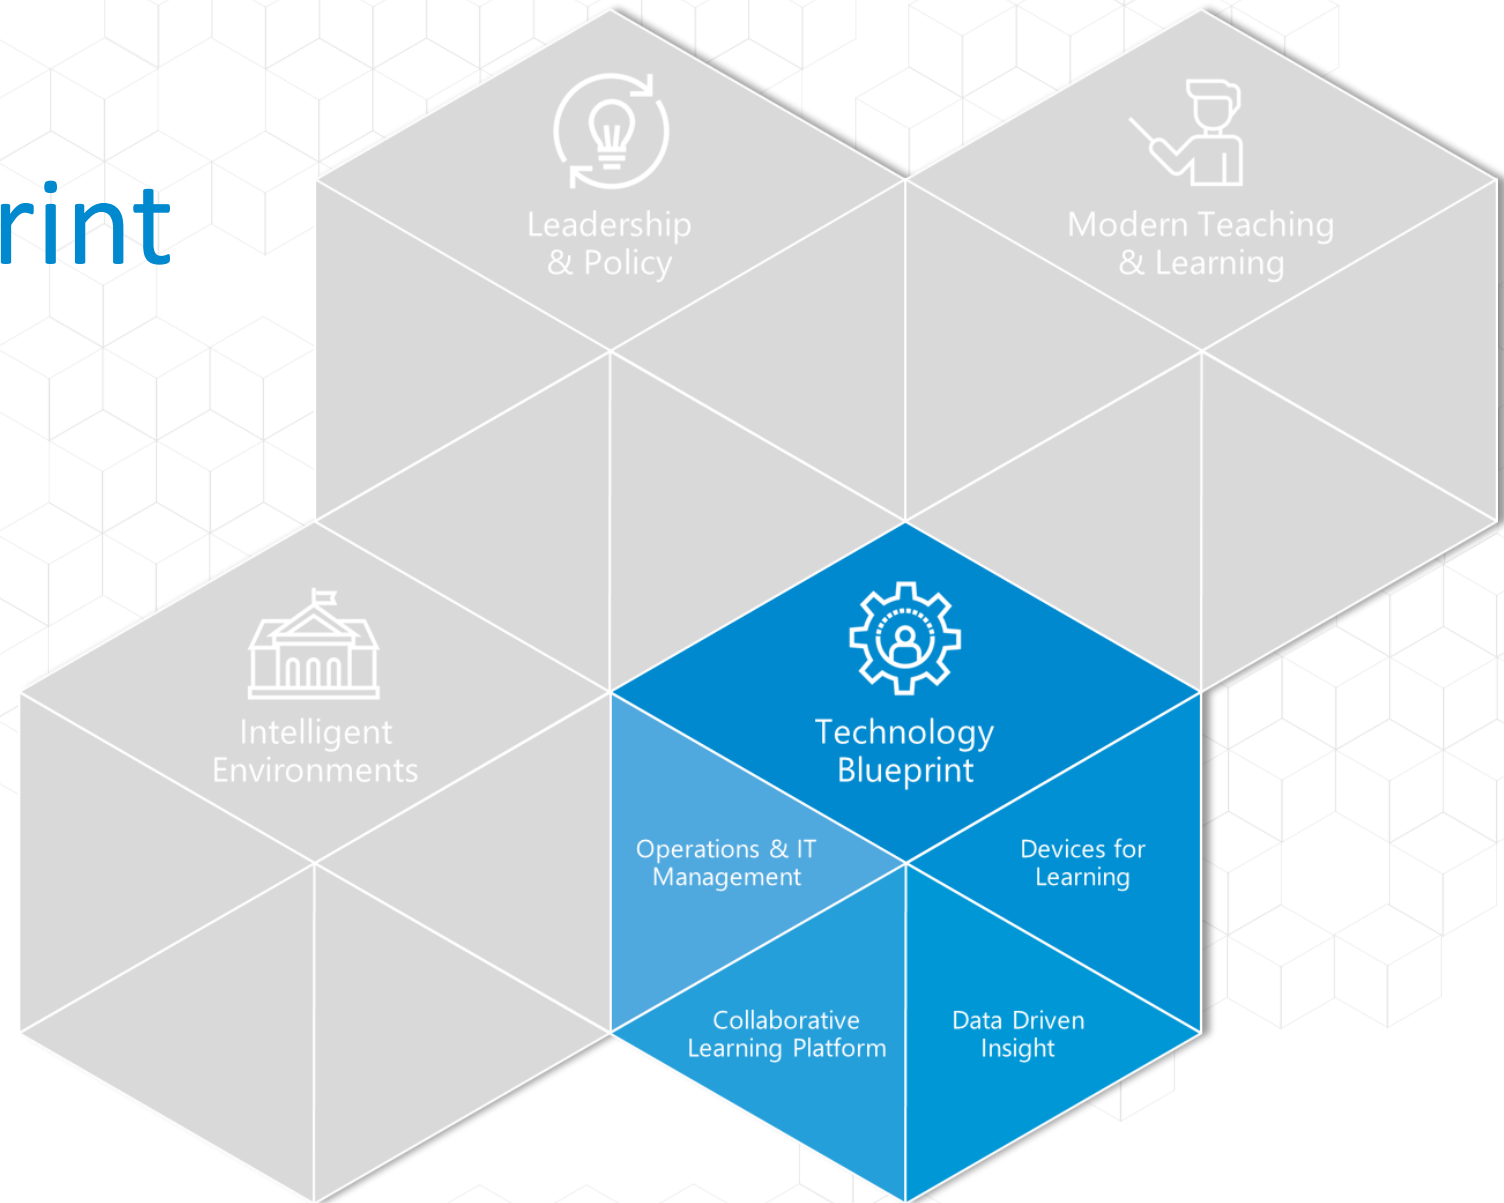 rint
Leadership
& Policy
Modern Teaching
& Learning
Intelligent
Environments
Technology
Blueprint
Operations & IT
Management
Devices for
Learning
Collaborative
Learning Platform
Data Driven
Insight